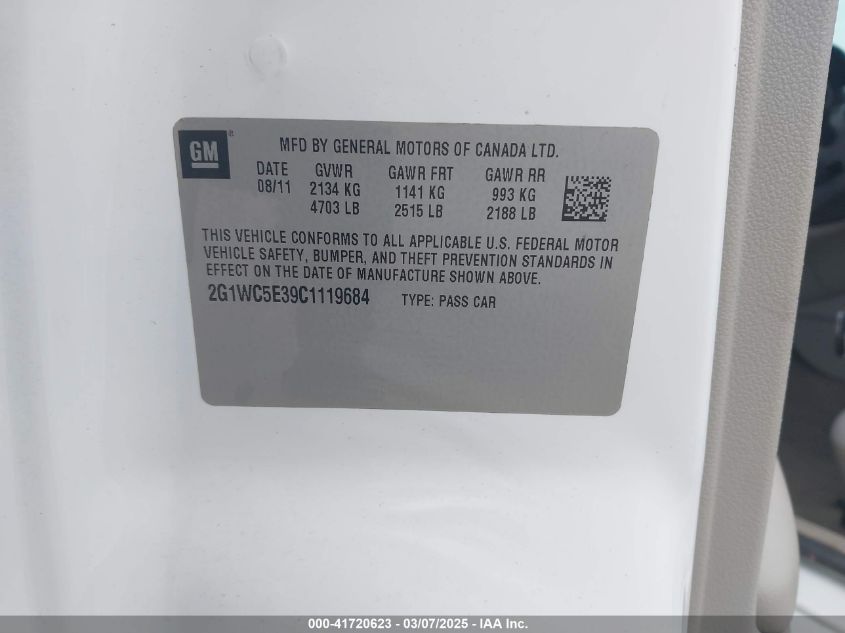 GM
MFD BY GENERAL MOTORS OF CANADA LTD.
DATE GVWR GAWR FRT GAWR RR
08/11 2134 KG 1141 KG 993 KG
4703 LB 2515 LB 2188 LB
THIS VEHICLE CONFORMS TO ALL APPLICABLE U.S. FEDERAL MOTOR
VEHICLE SAFETY, BUMPER, AND THEFT PREVENTION STANDARDS IN
EFFECT ON THE DATE OF MANUFACTURE SHOWN ABOVE.
2G1WC5E39C1119684 TYPE: PASS CAR
000-41720623 - 03/07/2025 - IAA Inc.